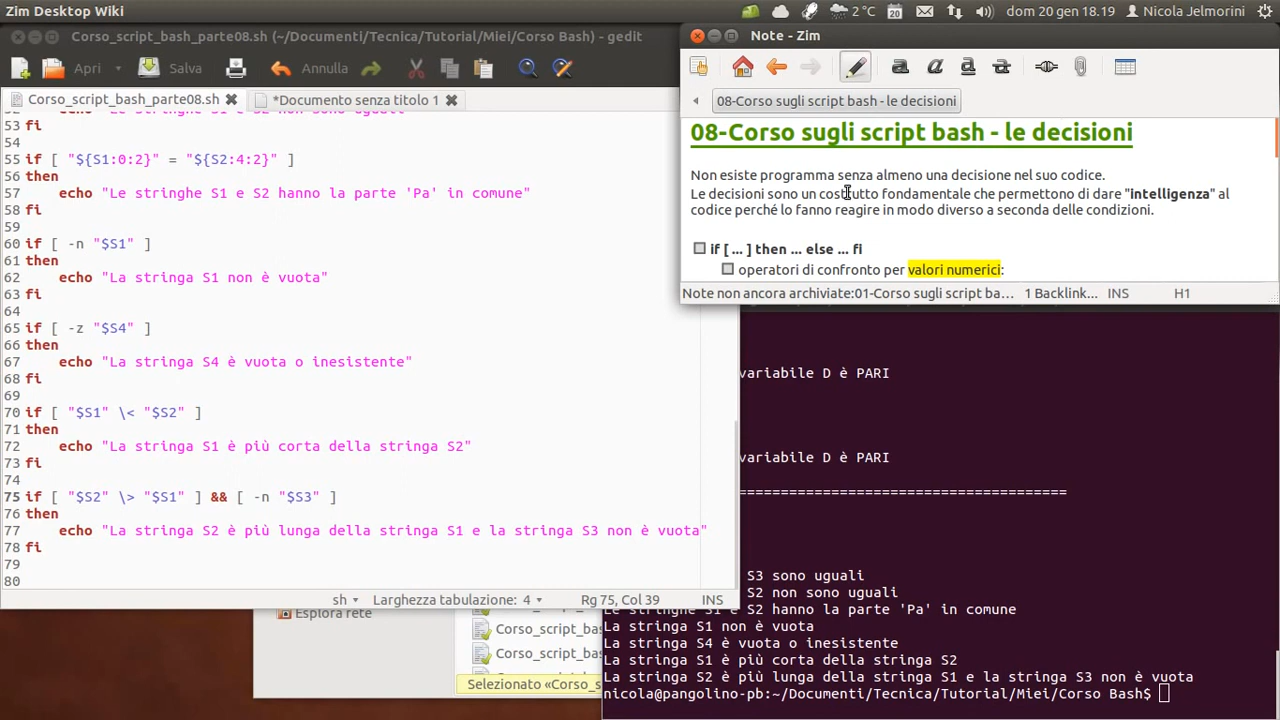 Zim Desktop Wiki
2 °C
20
dom 20 gen 18.19
Nicola Jelmorini
Corso_script_bash_parte08.sh (~/Documenti/Tecnica/Tutorial/Miei/Corso Bash) - gedit
Apri
Salva
Annulla
Corso_script_bash_parte08.sh
*Documento senza titolo 1
53 fi
54
55 if [ "${S1:0:2}" = "${S2:4:2}" ]
56 then
57 echo "Le stringhe S1 e S2 hanno la parte 'Pa' in comune"
58 fi
59
60 if [ -n "$S1" ]
61 then
62 echo "La stringa S1 non è vuota"
63 fi
64
65 if [ -z "$S4" ]
66 then
67 echo "La stringa S4 è vuota o inesistente"
68 fi
69
70 if [ "$S1" \< "$S2" ]
71 then
72 echo "La stringa S1 è più corta della stringa S2"
73 fi
74
75 if [ "$S2" \> "$S1" ] && [ -n "$S3" ]
76 then
77 echo "La stringa S2 è più lunga della stringa S1 e la stringa S3 non è vuota"
78 fi
79
80
sh
Larghezza tabulazione: 4
Rg 75, Col 39
INS
Note - Zim
08-Corso sugli script bash - le decisioni
08-Corso sugli script bash - le decisioni
Non esiste programma senza almeno una decisione nel suo codice.
Le decisioni sono un costrutto fondamentale che permettono di dare "intelligenza" al
codice perché lo fanno reagire in modo diverso a seconda delle condizioni.
if [ ... ] then ... else ... fi
operatori di confronto per valori numerici:
Note non ancora archiviate:01-Corso sugli script ba...
1 Backlink...
INS
H1
variabile D è PARI
variabile D è PARI
=====================================
S3 sono uguali
S2 non sono uguali
Le stringhe S1 e S2 hanno la parte 'Pa' in comune
La stringa S1 non è vuota
La stringa S4 è vuota o inesistente
La stringa S1 è più corta della stringa S2
La stringa S2 è più lunga della stringa S1 e la stringa S3 non è vuota
nicola@pangolino-pb:~/Documenti/Tecnica/Tutorial/Miei/Corso Bash$
Esplora rete
Corso_script_bas
Corso_script_bas
Selezionato «Corso_s